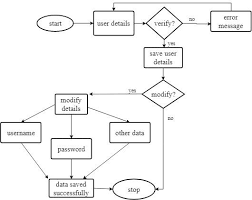 start
user details
verify?
no
error
message
yes
save user
details
yes
modify?
modify
details
no
username
password
other data
data saved
successfully
stop